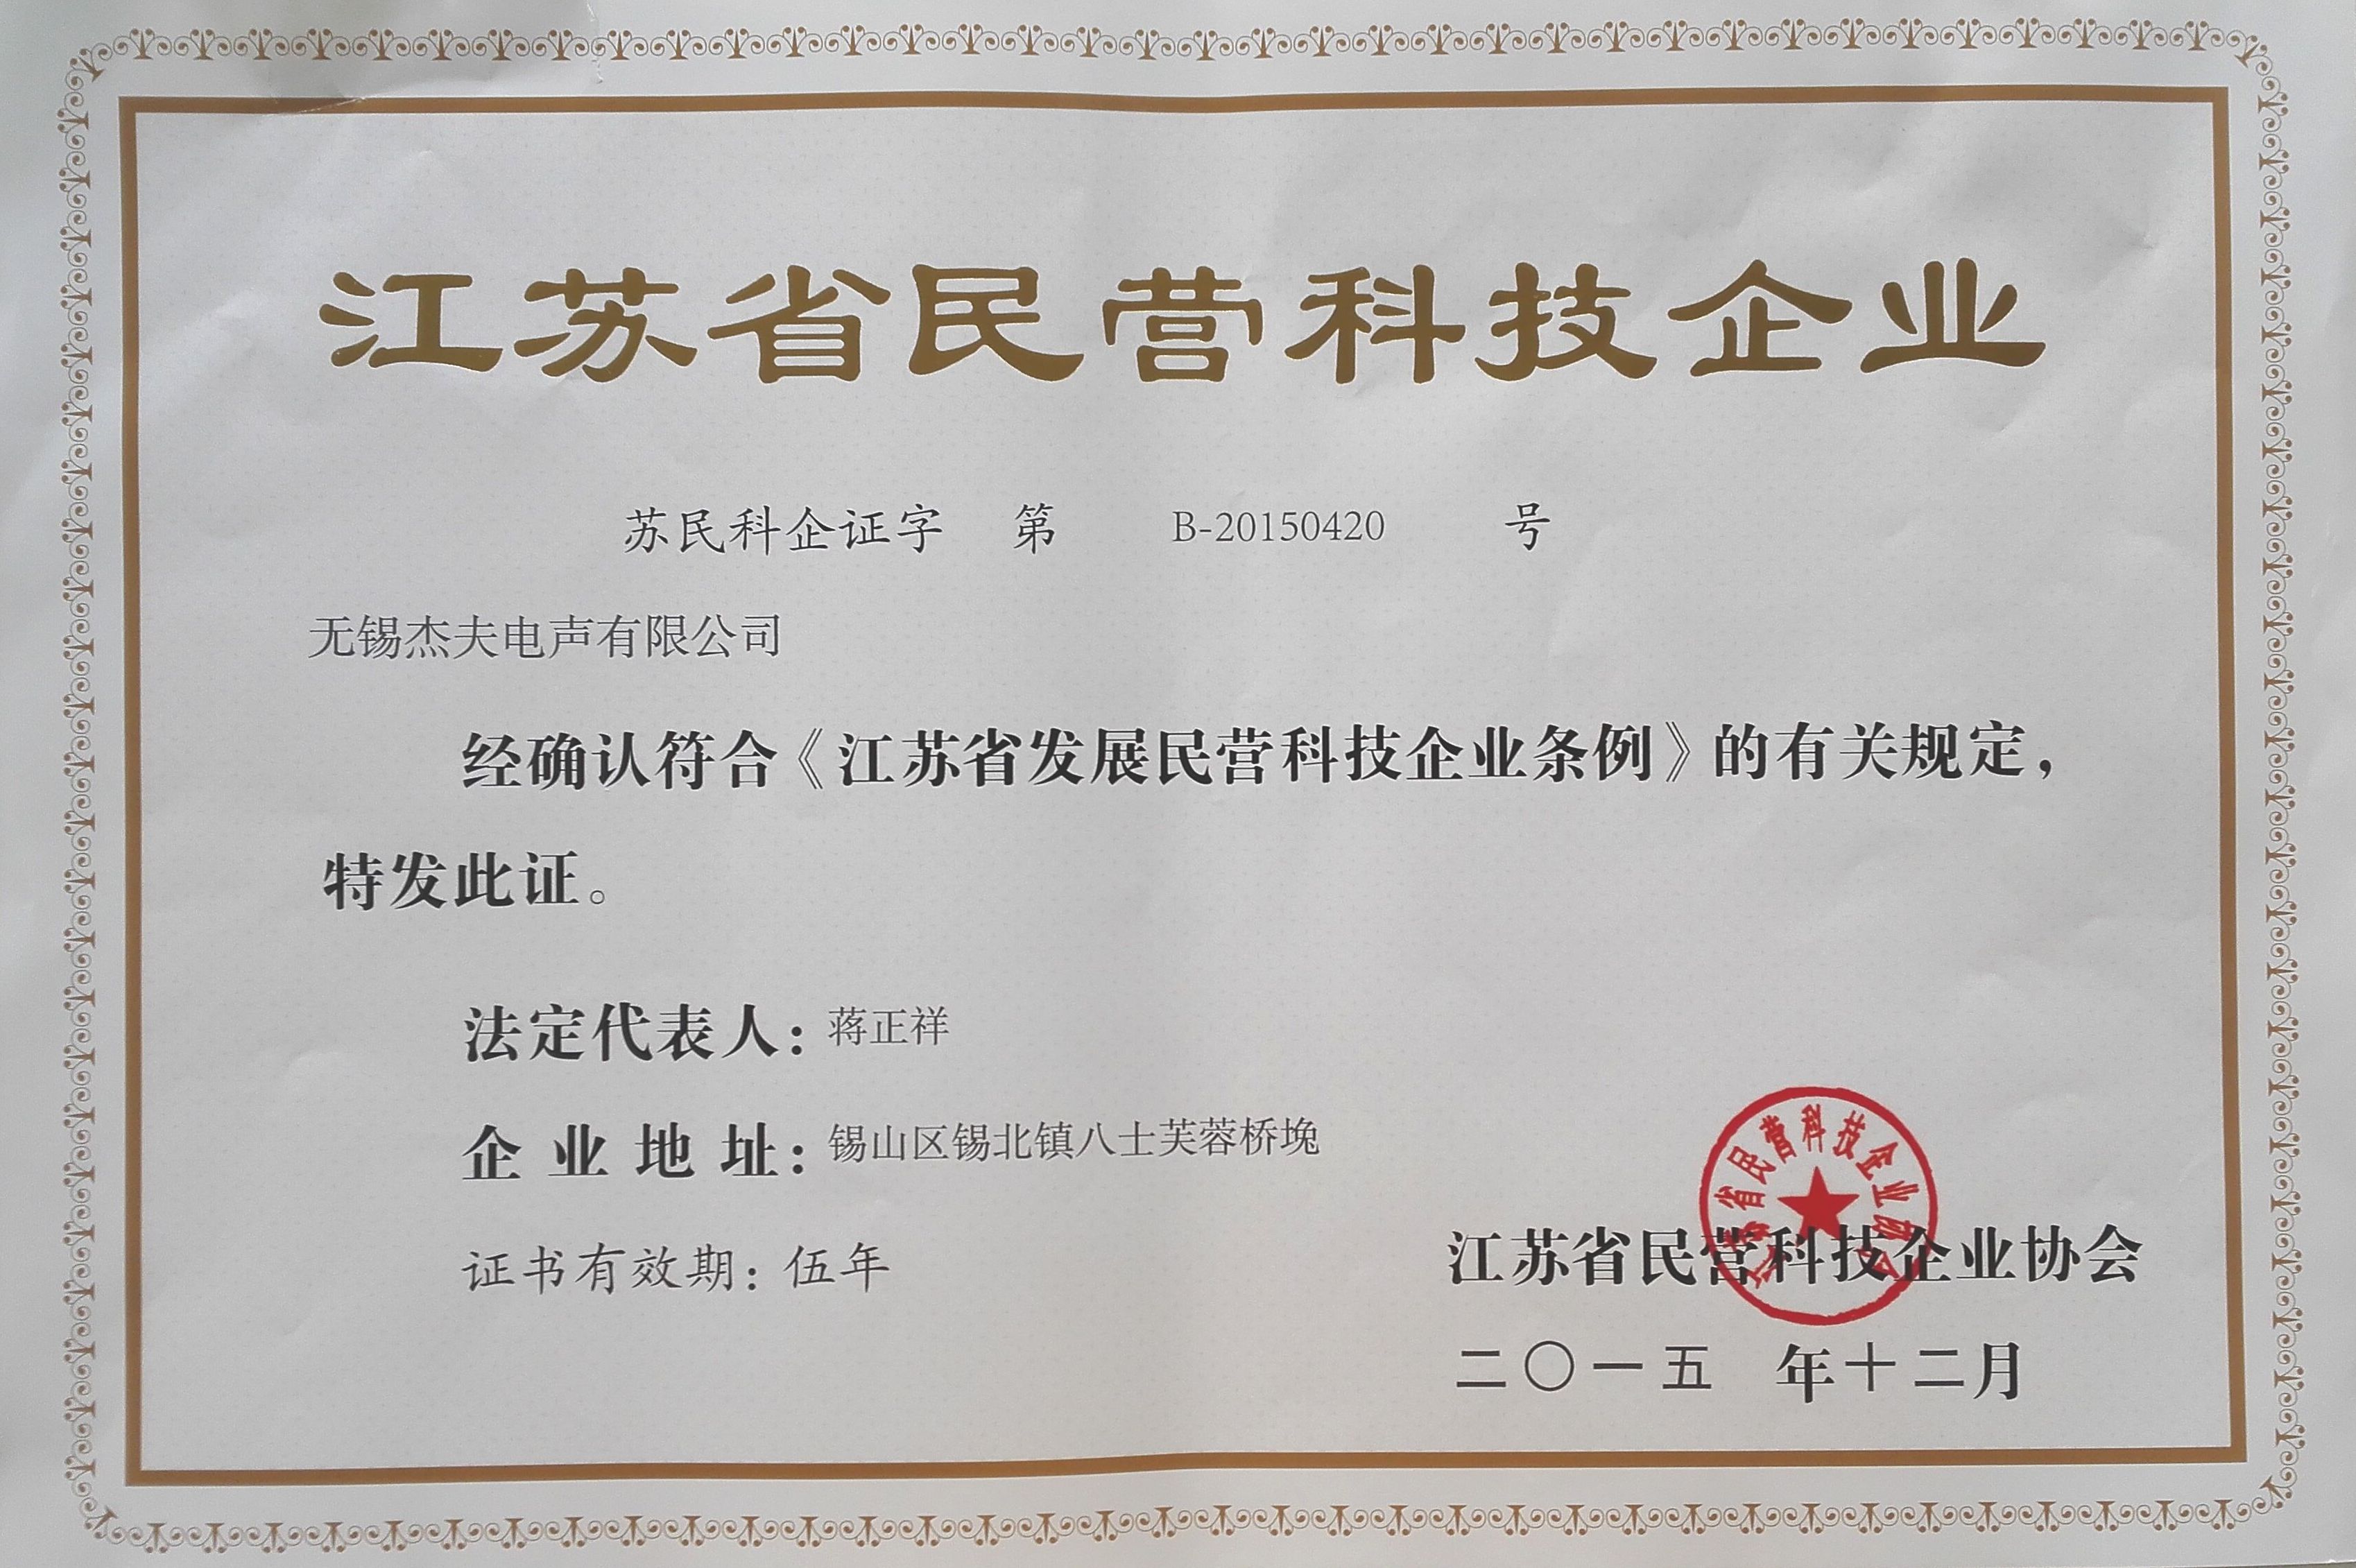 江苏省民营科技企业
苏民科企证字 第 B-20150420 号
无锡杰夫电声有限公司
经确认符合《江苏省发展民营科技企业条例》的有关规定，
特发此证。
法定代表人：蒋正祥
企业地址：锡山区锡北镇八士芙蓉桥堍
证书有效期：伍年
江苏省民营科技企业协会
江苏省民营科技企业协会
二〇一五 年十二月